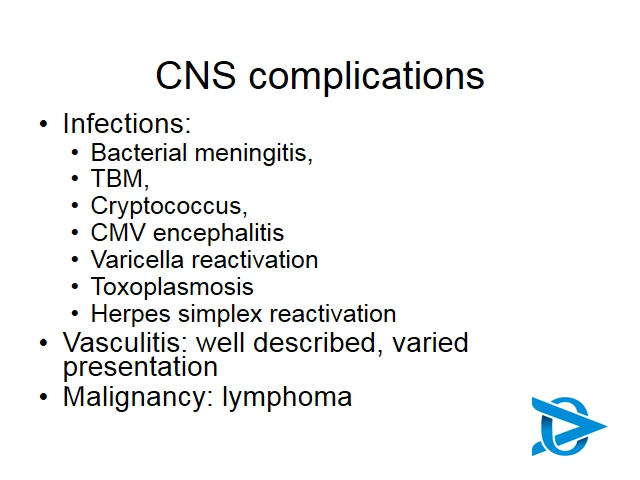 CNS complications
• Infections:
• Bacterial meningitis,
• TBM,
• Cryptococcus,
• CMV encephalitis
• Varicella reactivation
• Toxoplasmosis
• Herpes simplex reactivation
• Vasculitis: well described, varied
presentation
• Malignancy: lymphoma